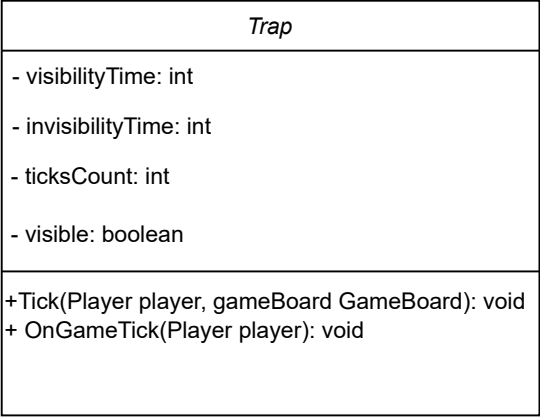 Trap
- visibilityTime: int
- invisibilityTime: int
- ticksCount: int
- visible: boolean
+Tick(Player player, gameBoard GameBoard): void
+ OnGameTick(Player player): void